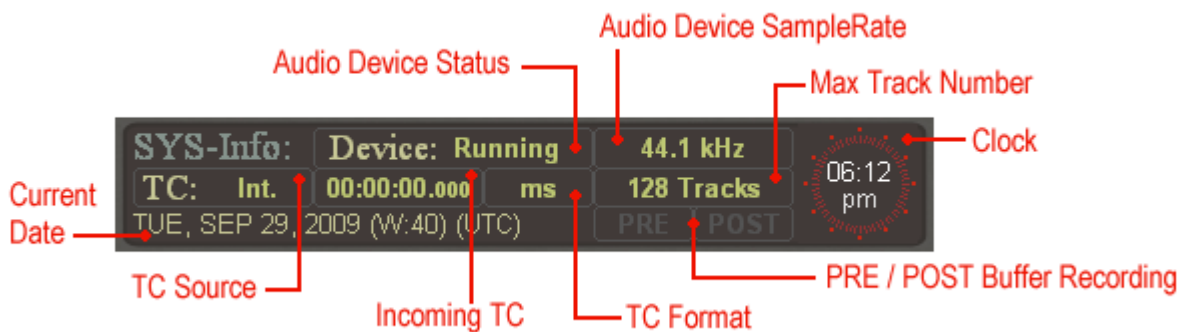 Audio Device SampleRate
Audio Device Status
Max Track Number
SYS-Info: Device: Running 44.1 kHz
Clock
TC: Int. 00:00:00.000 ms 128 Tracks
06:12
pm
Current
Date
TUE, SEP 29, 2009 (W:40) (UTC) PRE POST
TC Source
PRE / POST Buffer Recording
Incoming TC
TC Format